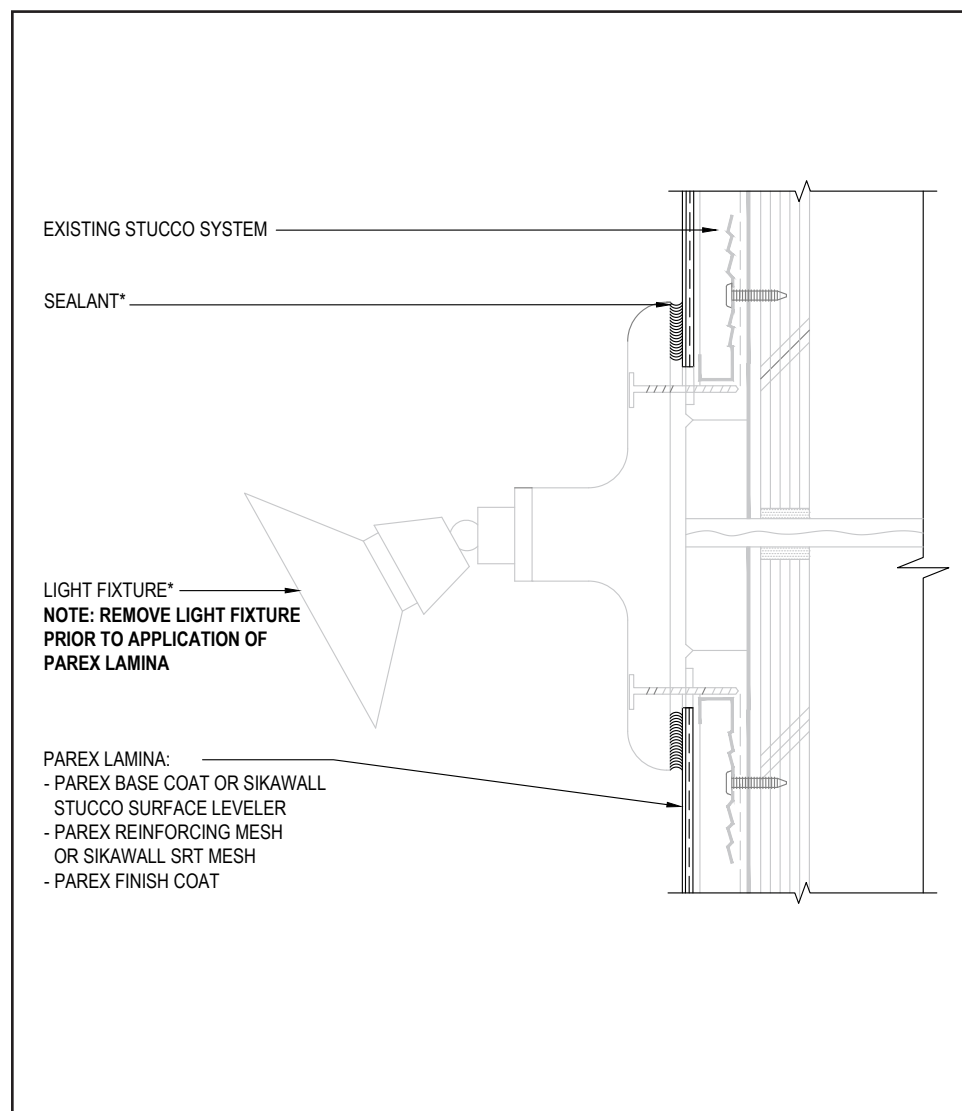 EXISTING STUCCO SYSTEM
SEALANT*
LIGHT FIXTURE*
NOTE: REMOVE LIGHT FIXTURE
PRIOR TO APPLICATION OF
PAREX LAMINA
PAREX LAMINA:
- PAREX BASE COAT OR SIKAWALL
STUCCO SURFACE LEVELER
- PAREX REINFORCING MESH
OR SIKAWALL SRT MESH
- PAREX FINISH COAT